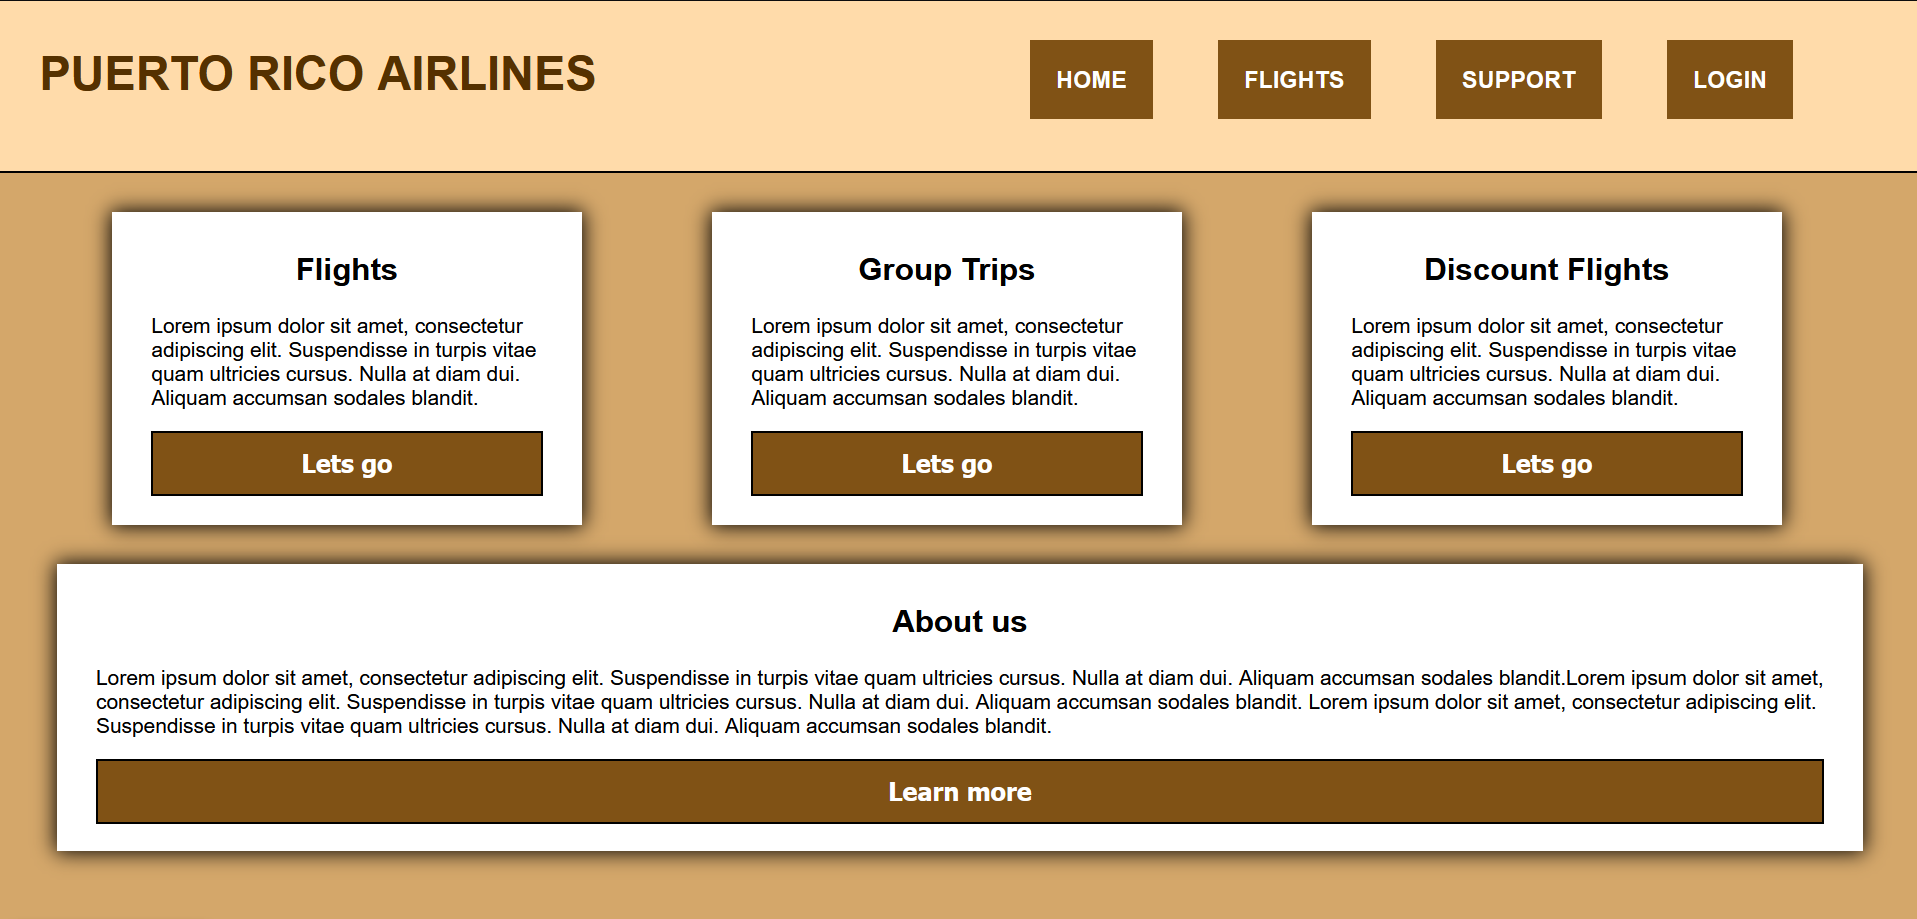 PUERTO RICO AIRLINES
HOME
FLIGHTS
SUPPORT
LOGIN
Flights
Lorem ipsum dolor sit amet, consectetur
adipiscing elit. Suspendisse in turpis vitae
quam ultricies cursus. Nulla at diam dui.
Aliquam accumsan sodales blandit.
Lets go
Group Trips
Lorem ipsum dolor sit amet, consectetur
adipiscing elit. Suspendisse in turpis vitae
quam ultricies cursus. Nulla at diam dui.
Aliquam accumsan sodales blandit.
Lets go
Discount Flights
Lorem ipsum dolor sit amet, consectetur
adipiscing elit. Suspendisse in turpis vitae
quam ultricies cursus. Nulla at diam dui.
Aliquam accumsan sodales blandit.
Lets go
About us
Lorem ipsum dolor sit amet, consectetur adipiscing elit. Suspendisse in turpis vitae quam ultricies cursus. Nulla at diam dui. Aliquam accumsan sodales blandit.Lorem ipsum dolor sit amet,
consectetur adipiscing elit. Suspendisse in turpis vitae quam ultricies cursus. Nulla at diam dui. Aliquam accumsan sodales blandit. Lorem ipsum dolor sit amet, consectetur adipiscing elit.
Suspendisse in turpis vitae quam ultricies cursus. Nulla at diam dui. Aliquam accumsan sodales blandit.
Learn more